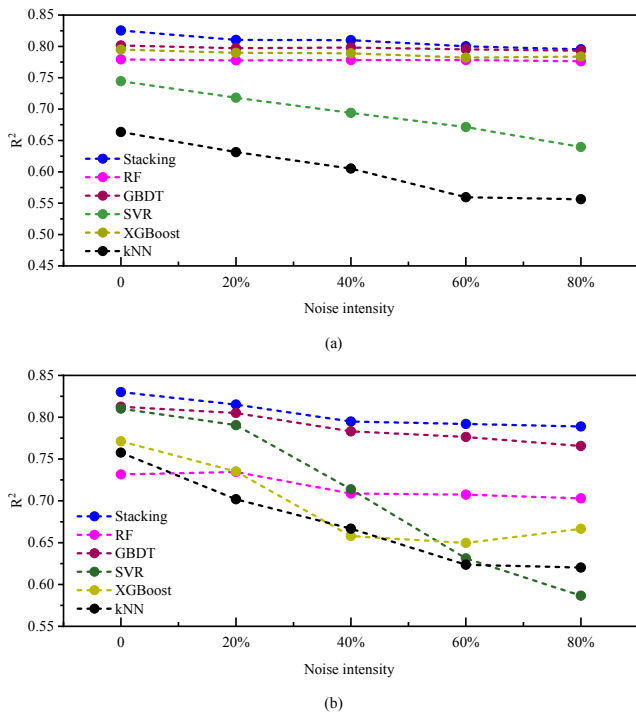 0.85
0.80
0.75
0.70
0.65
0.60
0.55
0.50
0.45
R²
Stacking
RF
GBDT
SVR
XGBoost
kNN
0 20% 40% 60% 80%
Noise intensity
(a)
0.85
0.80
0.75
0.70
0.65
0.60
0.55
R²
Stacking
RF
GBDT
SVR
XGBoost
kNN
0 20% 40% 60% 80%
Noise intensity
(b)